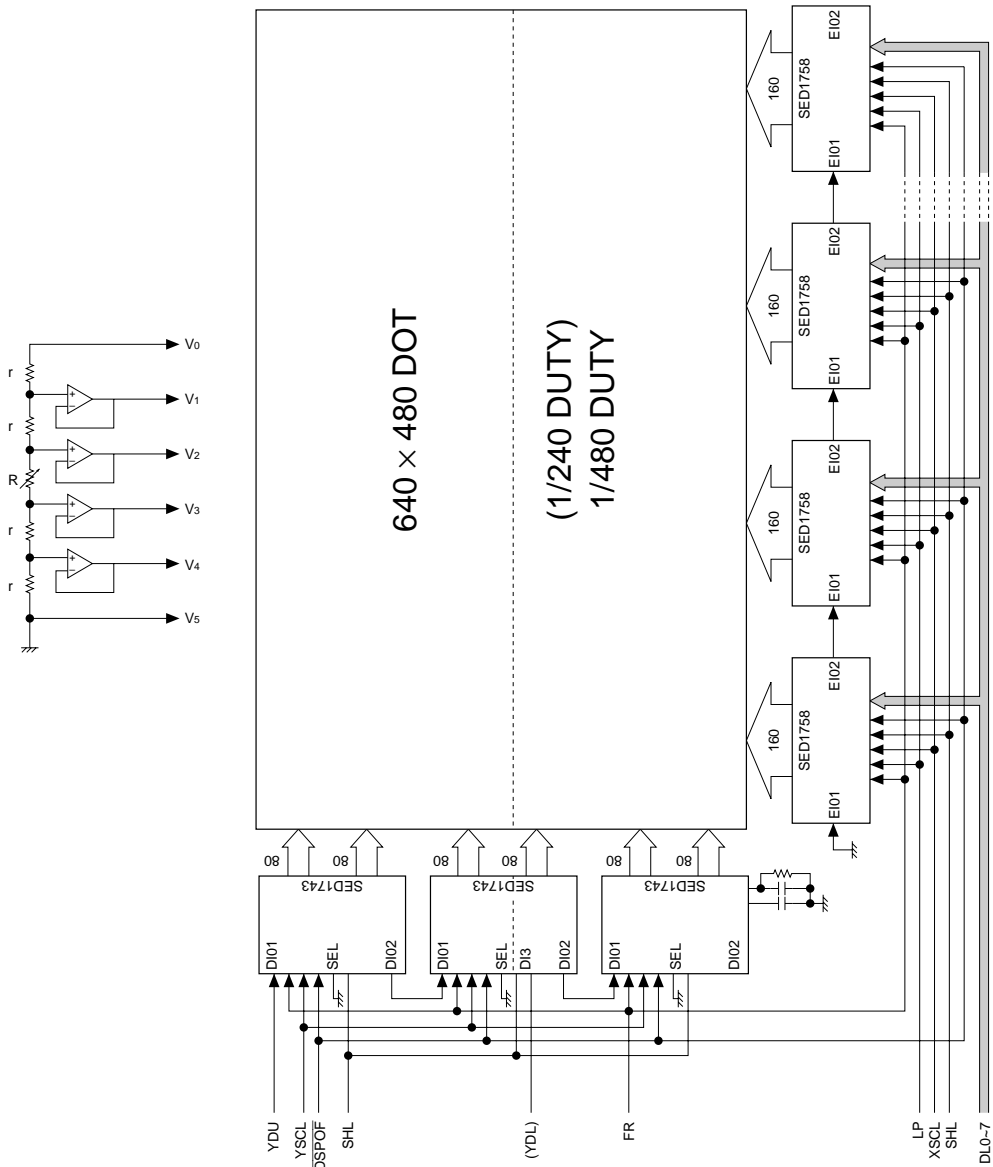 r
r
R
r
r
V0
V1
V2
V3
V4
V5
+
−
+
−
+
−
+
−
640 × 480 DOT
(1/240 DUTY)
1/480 DUTY
160
SED1758
EI01
EI02
160
SED1758
EI01
EI02
160
SED1758
EI01
EI02
160
SED1758
EI01
EI02
80
80
SED1743
DI01
SEL
DI02
80
80
SED1743
DI01
SEL
DI3
DI02
80
80
SED1743
DI01
SEL
DI02
YDU
YSCL
DSPOF
SHL
(YDL)
FR
LP
XSCL
SHL
DL0~7